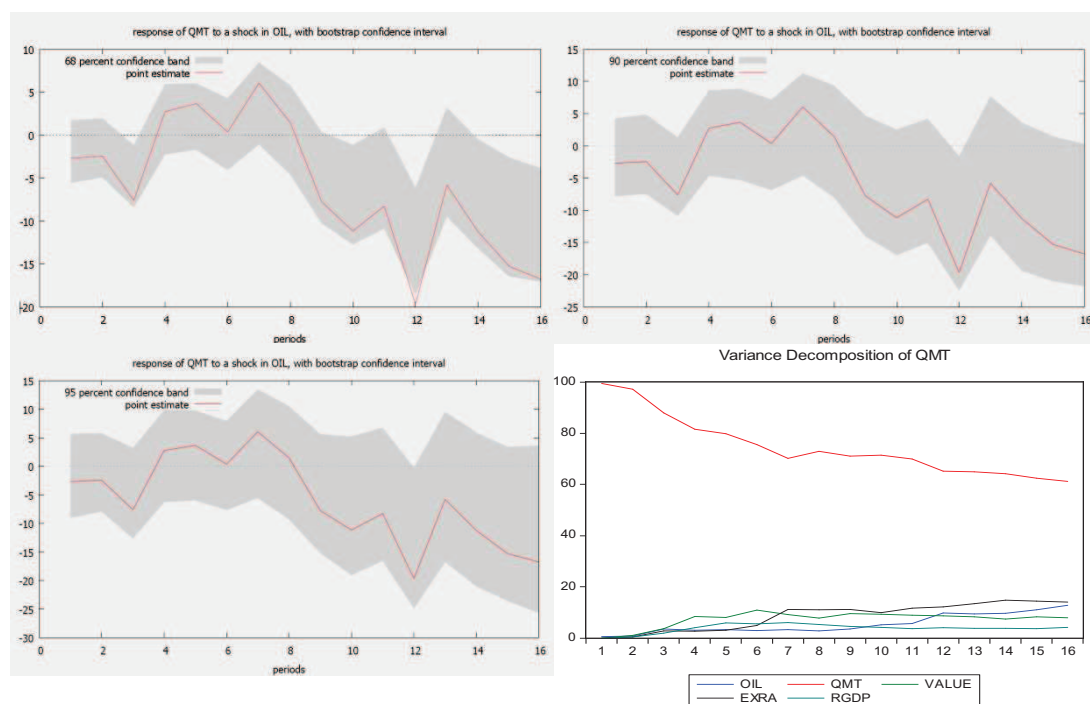 response of QMT to a shock in OIL, with bootstrap confidence interval
10
5
0
-5
-10
-15
-20
68 percent confidence band
point estimate
0 2 4 6 8 10 12 14 16
periods
response of QMT to a shock in OIL, with bootstrap confidence interval
15
10
5
0
-5
-10
-15
-20
-25
90 percent confidence band
point estimate
0 2 4 6 8 10 12 14 16
periods
response of QMT to a shock in OIL, with bootstrap confidence interval
15
10
5
0
-5
-10
-15
-20
-25
-30
95 percent confidence band
point estimate
0 2 4 6 8 10 12 14 16
periods
Variance Decomposition of QMT
100
80
60
40
20
0
1 2 3 4 5 6 7 8 9 10 11 12 13 14 15 16
OIL QMT VALUE
EXRA RGDP